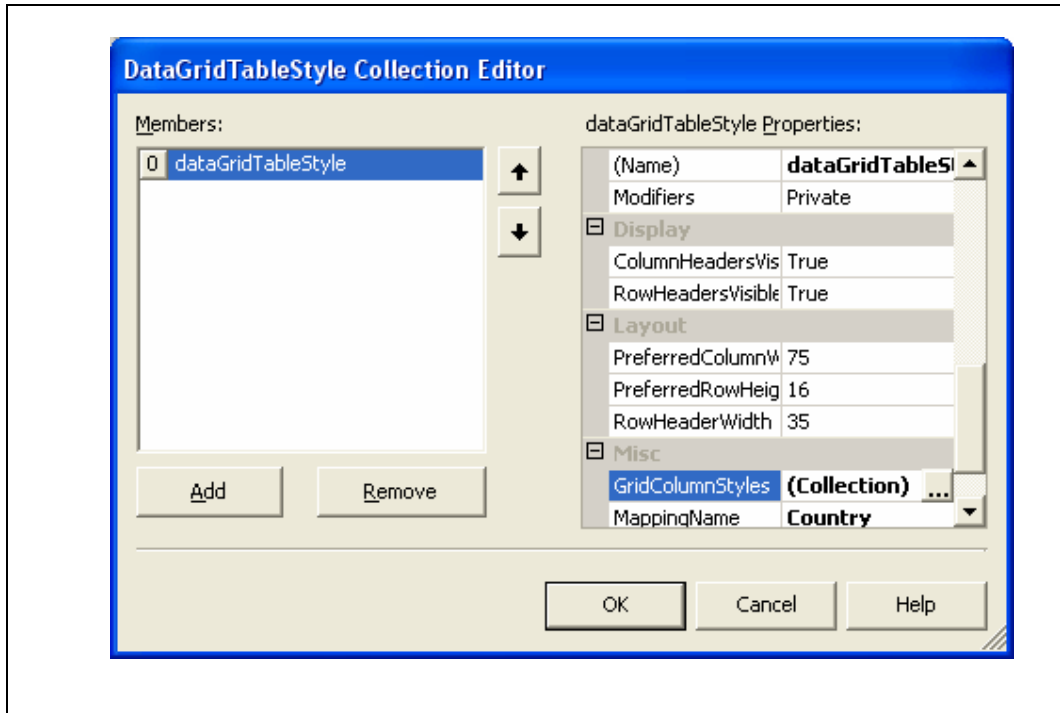 DataGridTableStyle Collection Editor
Members:
0 dataGridTableStyle
Add Remove
dataGridTableStyle Properties:
(Name) dataGridTableSt
Modifiers Private
Display
ColumnHeadersVis True
RowHeadersVisible True
Layout
PreferredColumnW 75
PreferredRowHeig 16
RowHeaderWidth 35
Misc
GridColumnStyles (Collection) ...
MappingName Country
OK Cancel Help